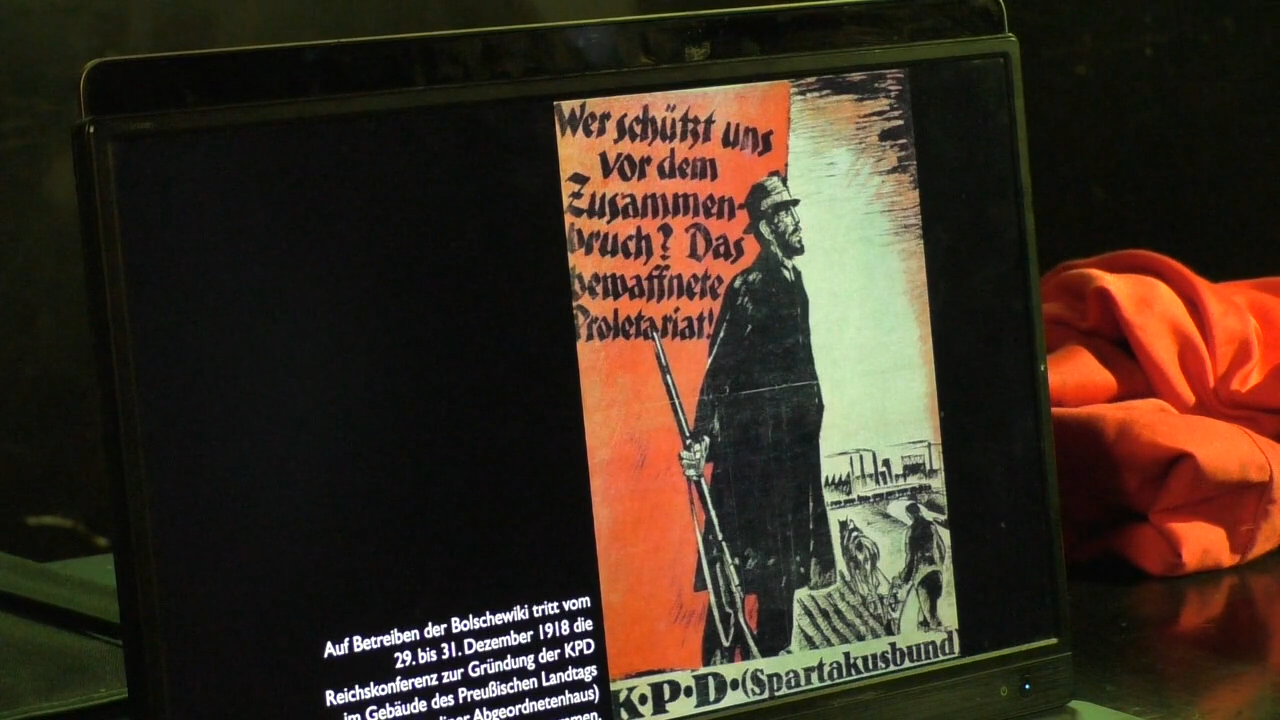 Wer schützt uns
vor dem
Zusammen-
bruch? Das
bewaffnete
Proletariat!
K·P·D·(Spartakusbund)
Auf Betreiben der Bolschewiki tritt vom
29. bis 31. Dezember 1918 die
Reichskonferenz zur Gründung der KPD
im Gebäude des Preußischen Landtags
Abgeordnetenhaus)